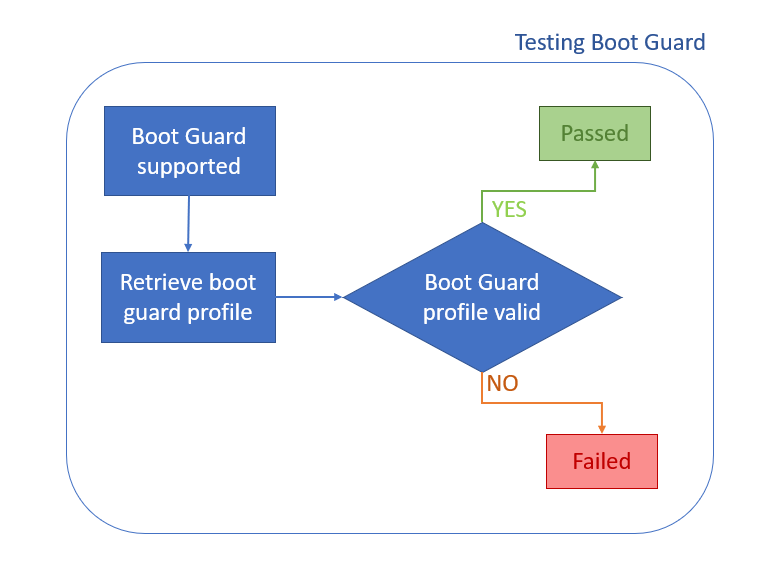 Testing Boot Guard
Boot Guard
supported
Passed
YES
Retrieve boot
guard profile
Boot Guard
profile valid
NO
Failed